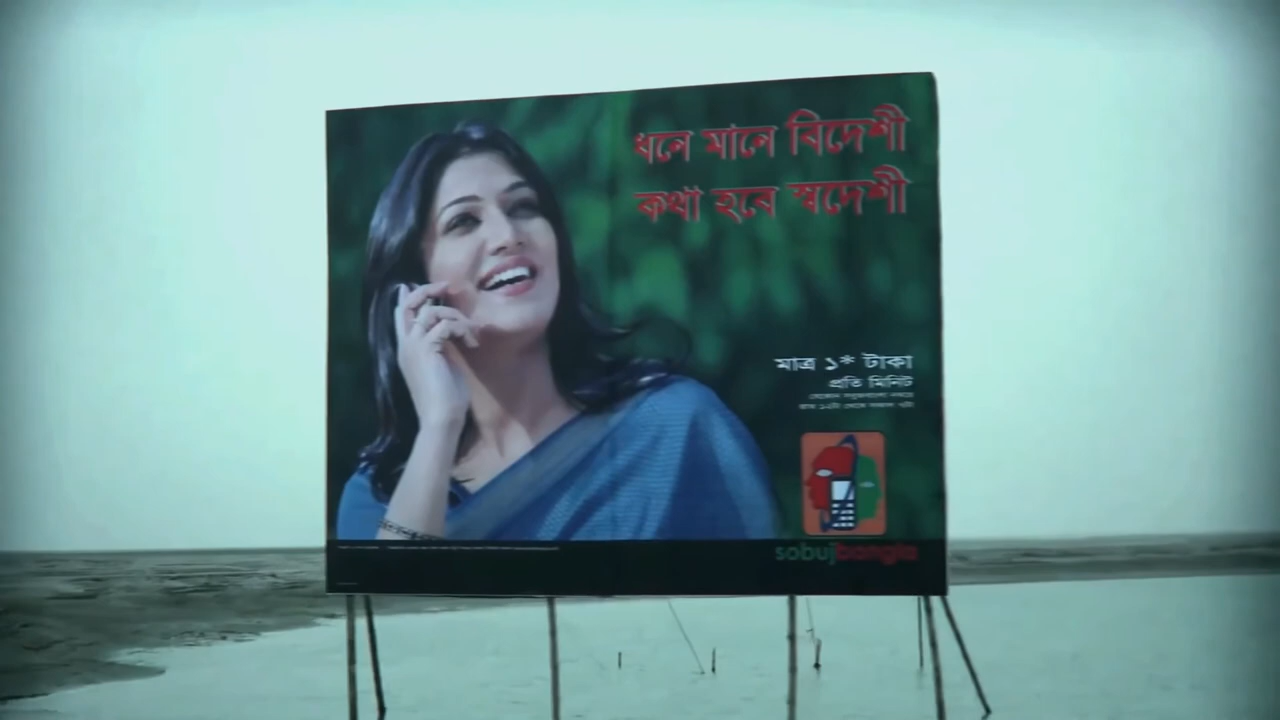 ধনে মানে বিদেশী
কথা হবে স্বদেশী
মাত্র ১* টাকা
প্রতি মিনিট
sobujbangla